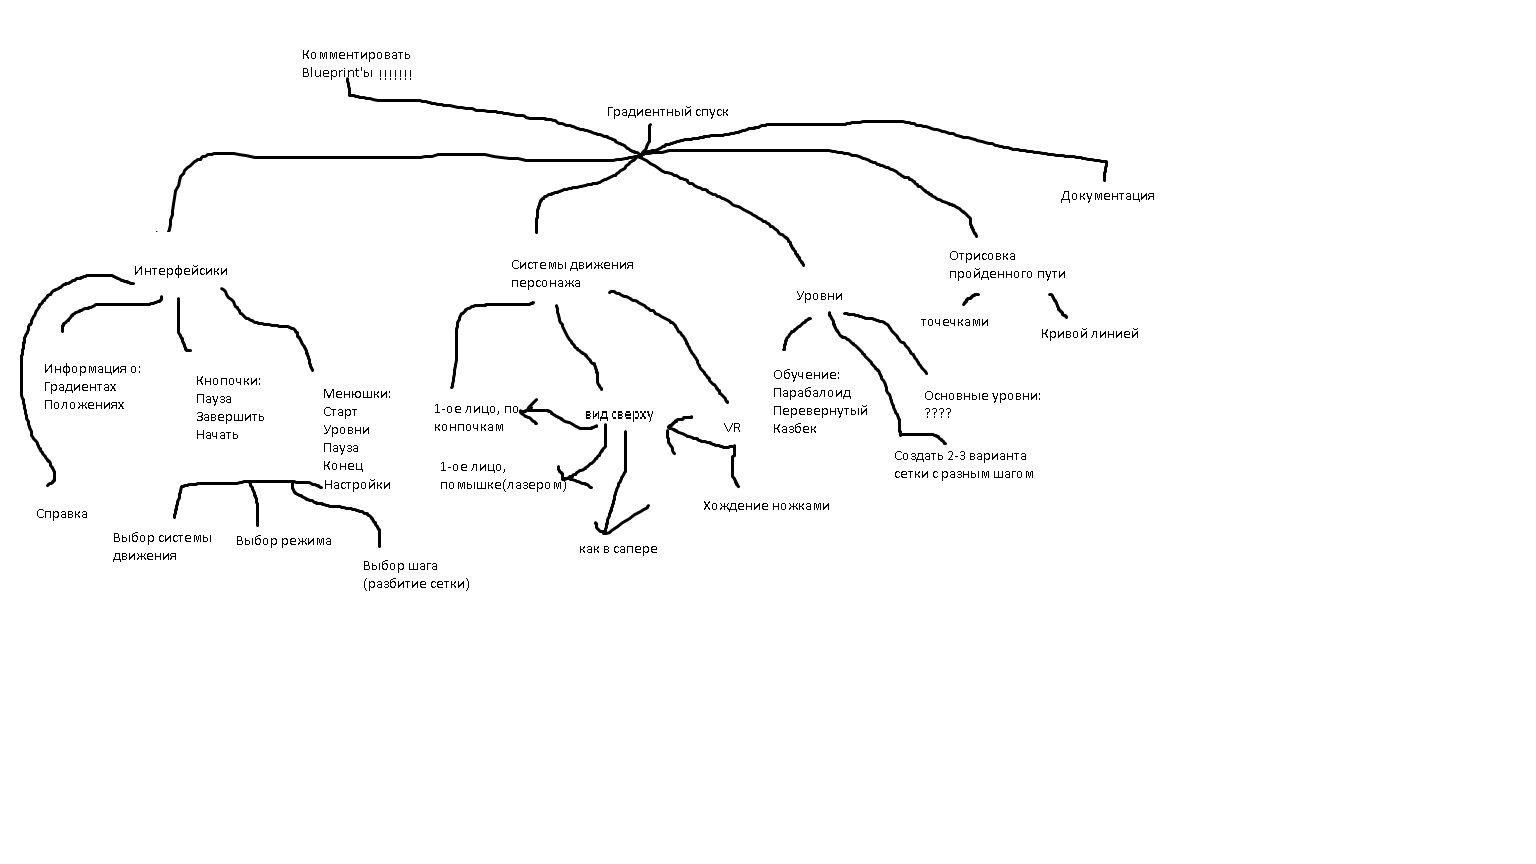 Комментировать
Blueprint'ы !!!!!!!
Градиентный спуск
Документация
Интерфейсики
Системы движения
персонажа
Уровни
Отрисовка
пройденного пути
точечками
Кривой линией
Информация о:
Градиентах
Положениях
Кнопочки:
Пауза
Завершить
Начать
Менюшки:
Старт
Уровни
Пауза
Конец
Настройки
Справка
Выбор системы
движения
Выбор режима
Выбор шага
(разбитие сетки)
1-ое лицо, по
конпочкам
1-ое лицо,
помышке(лазером)
вид сверху
как в сапере
VR
Хождение ножками
Обучение:
Парабалоид
Перевернутый
Казбек
Основные уровни:
????
Создать 2-3 варианта
сетки с разным шагом